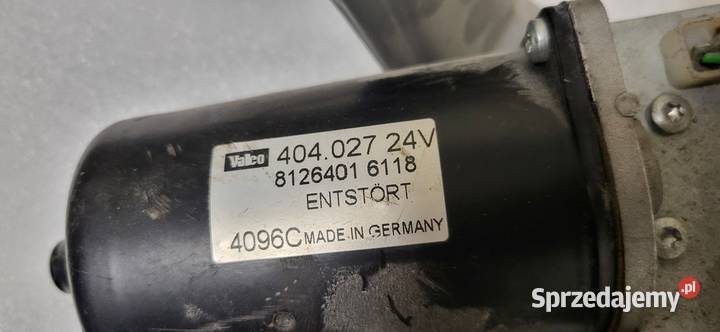 Valeo 404.027 24V
8126401 6118
ENTSTÖRT
4096C MADE IN GERMANY
Sprzedajemy.pl